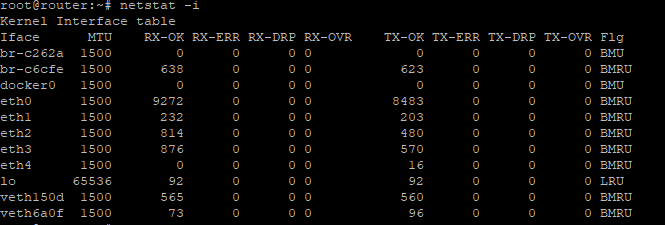 root@router:~# netstat -i
Kernel Interface table
Iface      MTU    RX-OK RX-ERR RX-DRP RX-OVR    TX-OK TX-ERR TX-DRP TX-OVR Flg
br-c262a  1500        0      0      0 0             0      0      0      0 BMU
br-c6cfe  1500      638      0      0 0           623      0      0      0 BMRU
docker0   1500        0      0      0 0             0      0      0      0 BMU
eth0      1500     9272      0      0 0          8483      0      0      0 BMRU
eth1      1500      232      0      0 0           203      0      0      0 BMRU
eth2      1500      814      0      0 0           480      0      0      0 BMRU
eth3      1500      876      0      0 0           570      0      0      0 BMRU
eth4      1500        0      0      0 0            16      0      0      0 BMRU
lo       65536       92      0      0 0            92      0      0      0 LRU
veth150d  1500      565      0      0 0           560      0      0      0 BMRU
veth6a0f  1500       73      0      0 0            96      0      0      0 BMRU